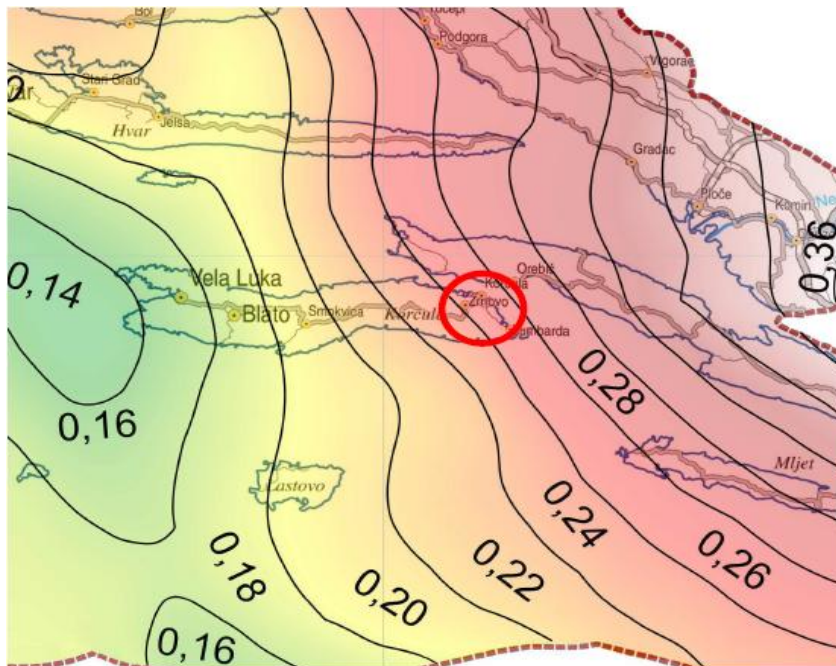 Bol
Tučepi
Podgora
Vrgorac
Stari Grad
Jelsa
Hvar
Gradac
Ploče
Komin
0,36
0,14
Vela Luka
Blato
Smokvica
Korčula
Orebić
Korčula
Žrnovo
Lumbarda
0,16
0,28
Mljet
Lastovo
0,18
0,20
0,22
0,24
0,26
0,16